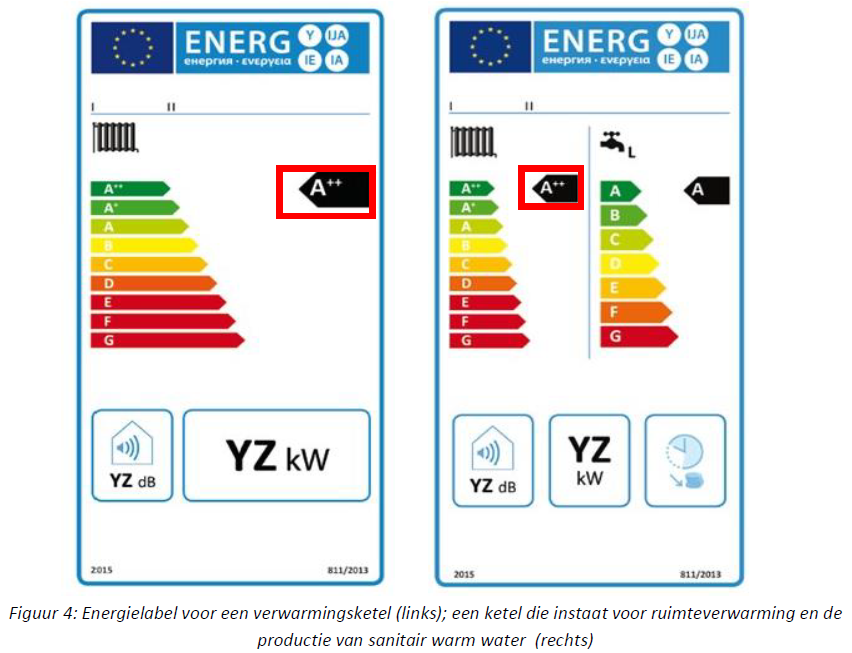 ENERG Y IJA
енергия · ενεργεια IE IA
I II
A++
A++
A+
A
B
C
D
E
F
G
YZ dB
YZ kW
2015 811/2013
ENERG Y IJA
енергия · ενεργεια IE IA
I II
L
A++
A++
A+
A
B
C
D
E
F
G
A
A
B
C
D
E
F
G
YZ dB
YZ
kW
2015 811/2013
Figuur 4: Energielabel voor een verwarmingsketel (links); een ketel die instaat voor ruimteverwarming en de
productie van sanitair warm water (rechts)